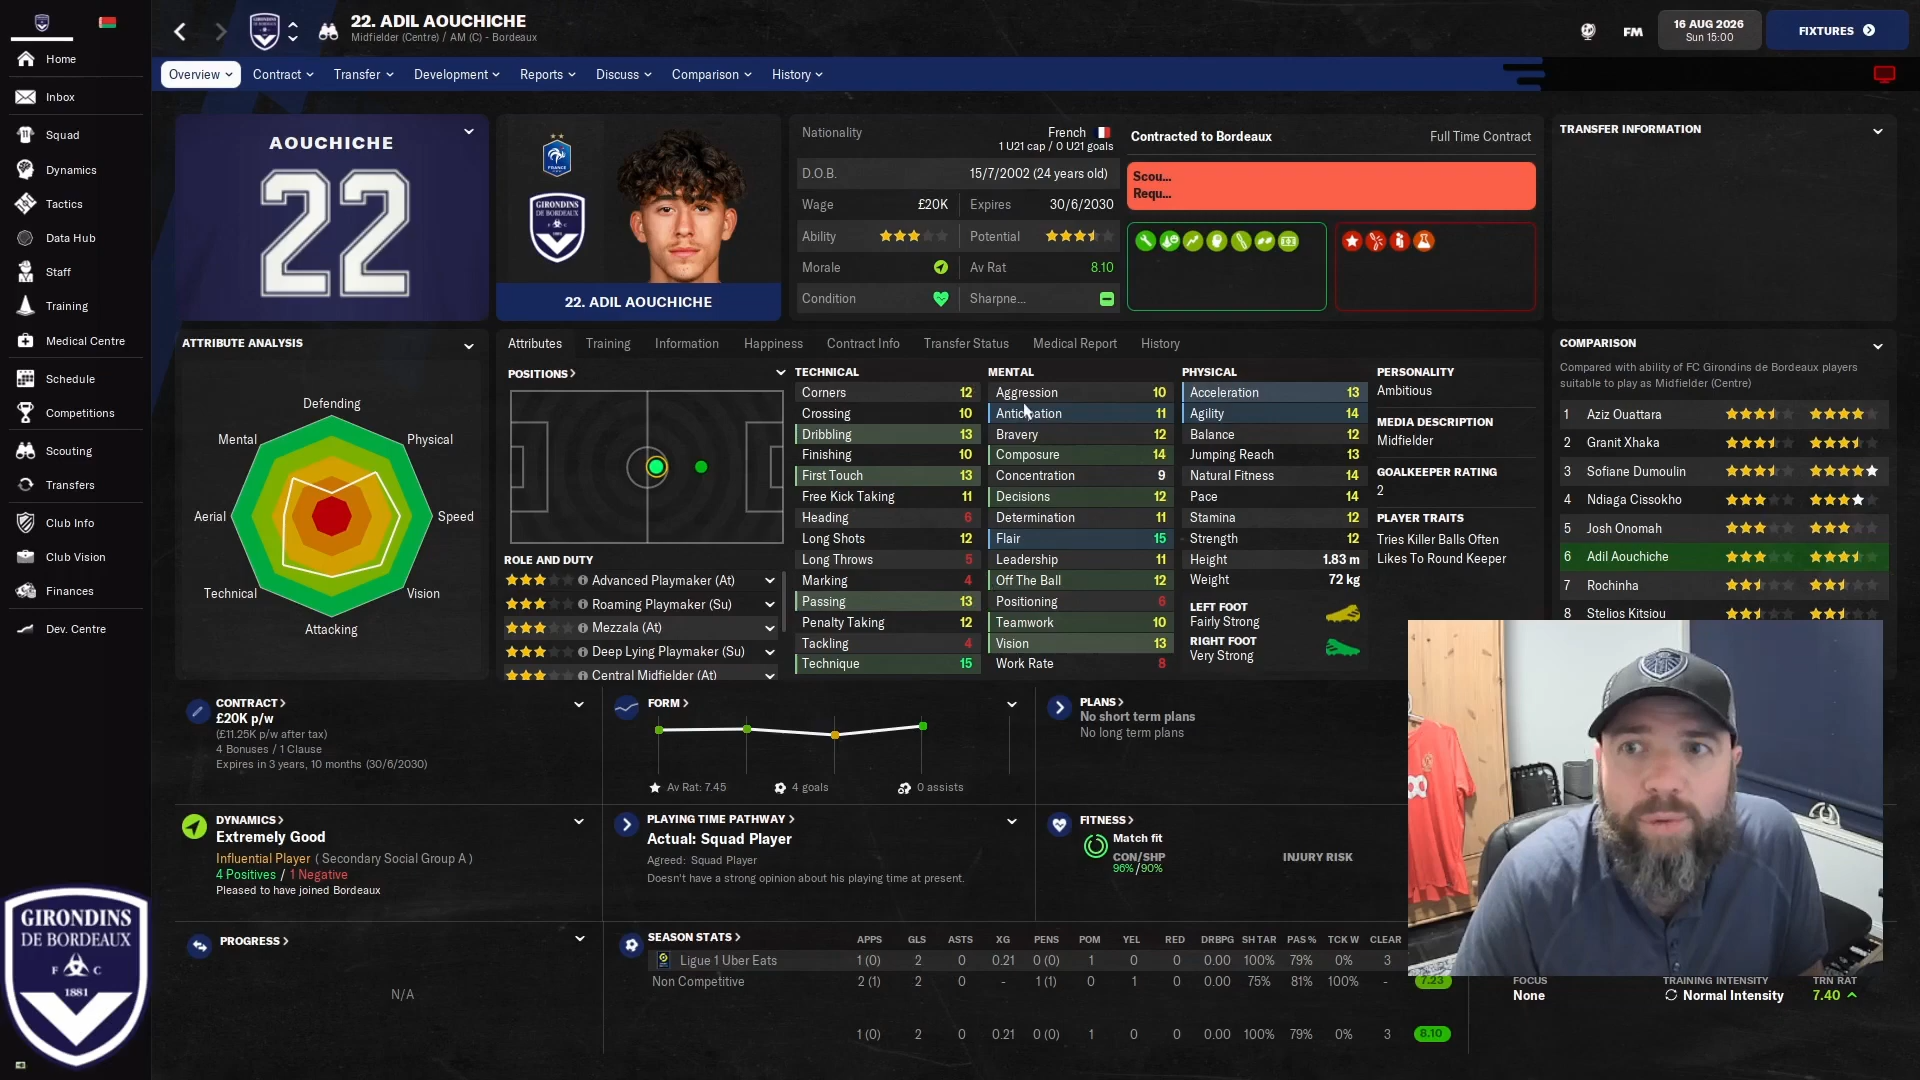 22. ADIL AOUCHICHE
Midfielder (Centre) / AM (C) - Bordeaux
FM
16 AUG 2026
Sun 15:00
FIXTURES
Home
Inbox
Squad
Dynamics
Tactics
Data Hub
Staff
Training
Medical Centre
Schedule
Competitions
Scouting
Transfers
Club Info
Club Vision
Finances
Dev. Centre
GIRONDINS
DE BORDEAUX
F C
1881
Overview
Contract
Transfer
Development
Reports
Discuss
Comparison
History
AOUCHICHE
22
FRANCE
GIRONDINS
DE BORDEAUX
22. ADIL AOUCHICHE
Nationality French
1 U21 cap / 0 U21 goals
D.O.B. 15/7/2002 (24 years old)
Wage £20K Expires 30/6/2030
Ability Potential
Morale Av Rat 8.10
Condition Sharpne...
Contracted to Bordeaux Full Time Contract
Scou...
Requ...
TRANSFER INFORMATION
ATTRIBUTE ANALYSIS
Defending
Mental Physical
Aerial Speed
Technical Vision
Attacking
Attributes Training Information Happiness Contract Info Transfer Status Medical Report History
POSITIONS
ROLE AND DUTY
Advanced Playmaker (At)
Roaming Playmaker (Su)
Mezzala (At)
Deep Lying Playmaker (Su)
Central Midfielder (At)
TECHNICAL
Corners 12
Crossing 10
Dribbling 13
Finishing 10
First Touch 13
Free Kick Taking 11
Heading 6
Long Shots 12
Long Throws 5
Marking 4
Passing 13
Penalty Taking 12
Tackling 4
Technique 15
MENTAL
Aggression 10
Anticipation 11
Bravery 12
Composure 14
Concentration 9
Decisions 12
Determination 11
Flair 15
Leadership 11
Off The Ball 12
Positioning 6
Teamwork 10
Vision 13
Work Rate 8
PHYSICAL
Acceleration 13
Agility 14
Balance 12
Jumping Reach 13
Natural Fitness 14
Pace 14
Stamina 12
Strength 12
Height 1.83 m
Weight 72 kg
LEFT FOOT
Fairly Strong
RIGHT FOOT
Very Strong
PERSONALITY
Ambitious
MEDIA DESCRIPTION
Midfielder
GOALKEEPER RATING
2
PLAYER TRAITS
Tries Killer Balls Often
Likes To Round Keeper
COMPARISON
Compared with ability of FC Girondins de Bordeaux players
suitable to play as Midfielder (Centre)
1 Aziz Ouattara
2 Granit Xhaka
3 Sofiane Dumoulin
4 Ndiaga Cissokho
5 Josh Onomah
6 Adil Aouchiche
7 Rochinha
8 Stelios Kitsiou
CONTRACT
£20K p/w
(£11.25K p/w after tax)
4 Bonuses / 1 Clause
Expires in 3 years, 10 months (30/6/2030)
FORM
Av Rat: 7.45 4 goals 0 assists
PLANS
No short term plans
No long term plans
DYNAMICS
Extremely Good
Influential Player ( Secondary Social Group A )
4 Positives / 1 Negative
Pleased to have joined Bordeaux
PLAYING TIME PATHWAY
Actual: Squad Player
Agreed: Squad Player
Doesn't have a strong opinion about his playing time at present.
FITNESS
Match fit
CON/SHP
96%/90%
INJURY RISK
PROGRESS
N/A
SEASON STATS APPS GLS ASTS XG PENS POM YEL RED DRBPG SH TAR PAS % TCK W CLEAR
Ligue 1 Uber Eats 1 (0) 2 0 0.21 0 (0) 1 0 0 0.00 100% 79% 0% 3
Non Competitive 2 (1) 2 0 - 1 (1) 0 1 0 0.00 75% 81% 100% - 7.23
1 (0) 2 0 0.21 0 (0) 1 0 0 0.00 100% 79% 0% 3 8.10
FOCUS
None
TRAINING INTENSITY
Normal Intensity
TRN RAT
7.40